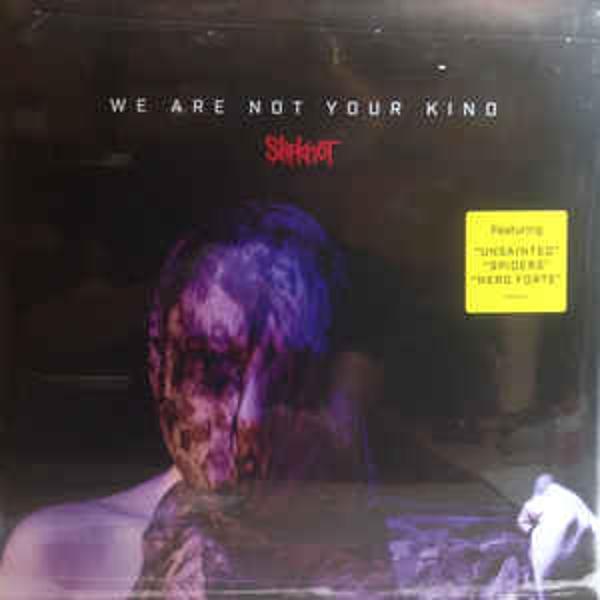 WE ARE NOT YOUR KIND
SLIPKNOT
Featuring
"UNSAINTED"
"SPIDERS"
"NERO FORTE"